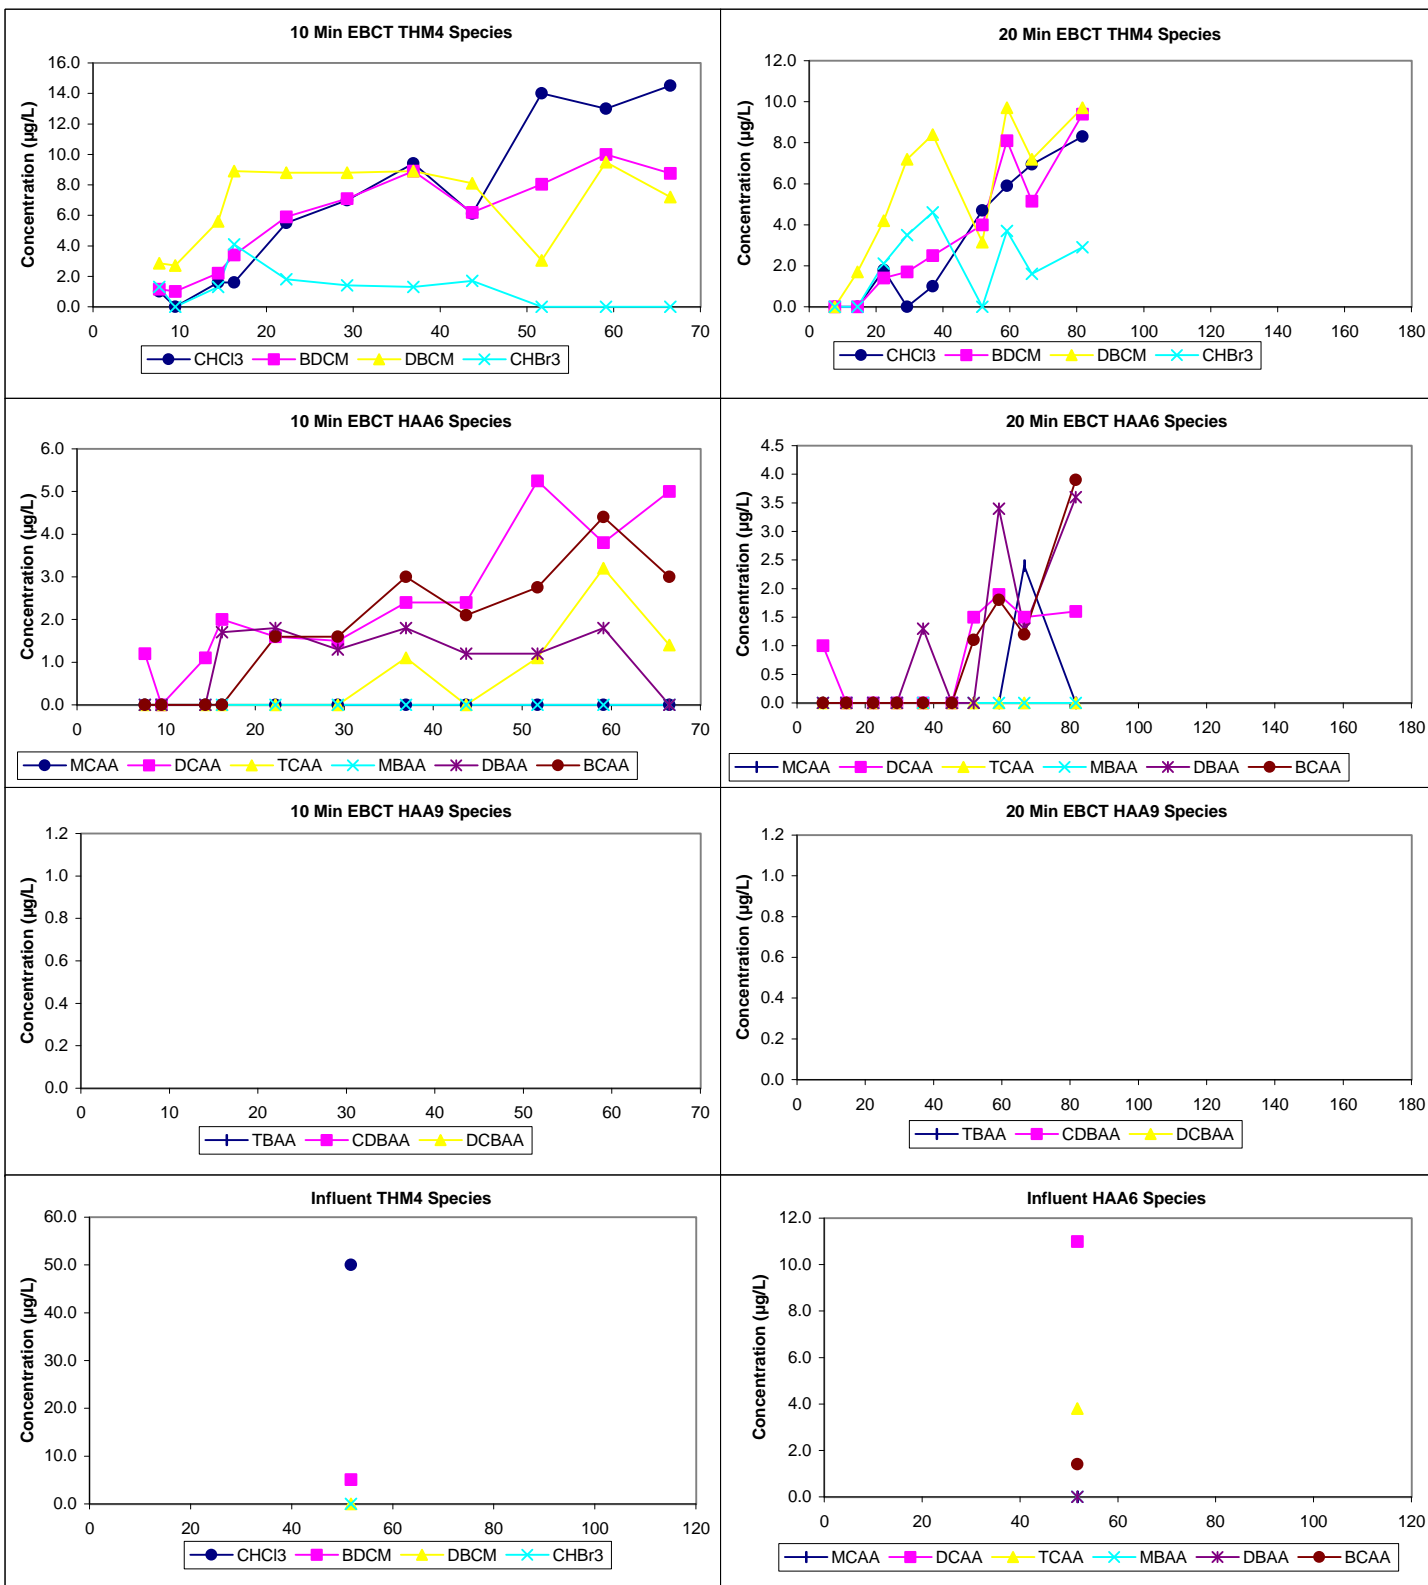 10 Min EBCT THM4 Species
Concentration (µg/L)
16.0
14.0
12.0
10.0
8.0
6.0
4.0
2.0
0.0
0 10 20 30 40 50 60 70
CHCl3 BDCM DBCM CHBr3
20 Min EBCT THM4 Species
Concentration (µg/L)
12.0
10.0
8.0
6.0
4.0
2.0
0.0
0 20 40 60 80 100 120 140 160 180
CHCl3 BDCM DBCM CHBr3
10 Min EBCT HAA6 Species
Concentration (µg/L)
6.0
5.0
4.0
3.0
2.0
1.0
0.0
0 10 20 30 40 50 60 70
MCAA DCAA TCAA MBAA DBAA BCAA
20 Min EBCT HAA6 Species
Concentration (µg/L)
4.5
4.0
3.5
3.0
2.5
2.0
1.5
1.0
0.5
0.0
0 20 40 60 80 100 120 140 160 180
MCAA DCAA TCAA MBAA DBAA BCAA
10 Min EBCT HAA9 Species
Concentration (µg/L)
1.2
1.0
0.8
0.6
0.4
0.2
0.0
0 10 20 30 40 50 60 70
TBAA CDBAA DCBAA
20 Min EBCT HAA9 Species
Concentration (µg/L)
1.2
1.0
0.8
0.6
0.4
0.2
0.0
0 20 40 60 80 100 120 140 160 180
TBAA CDBAA DCBAA
Influent THM4 Species
Concentration (µg/L)
60.0
50.0
40.0
30.0
20.0
10.0
0.0
0 20 40 60 80 100 120
CHCl3 BDCM DBCM CHBr3
Influent HAA6 Species
Concentration (µg/L)
12.0
10.0
8.0
6.0
4.0
2.0
0.0
0 20 40 60 80 100 120
MCAA DCAA TCAA MBAA DBAA BCAA